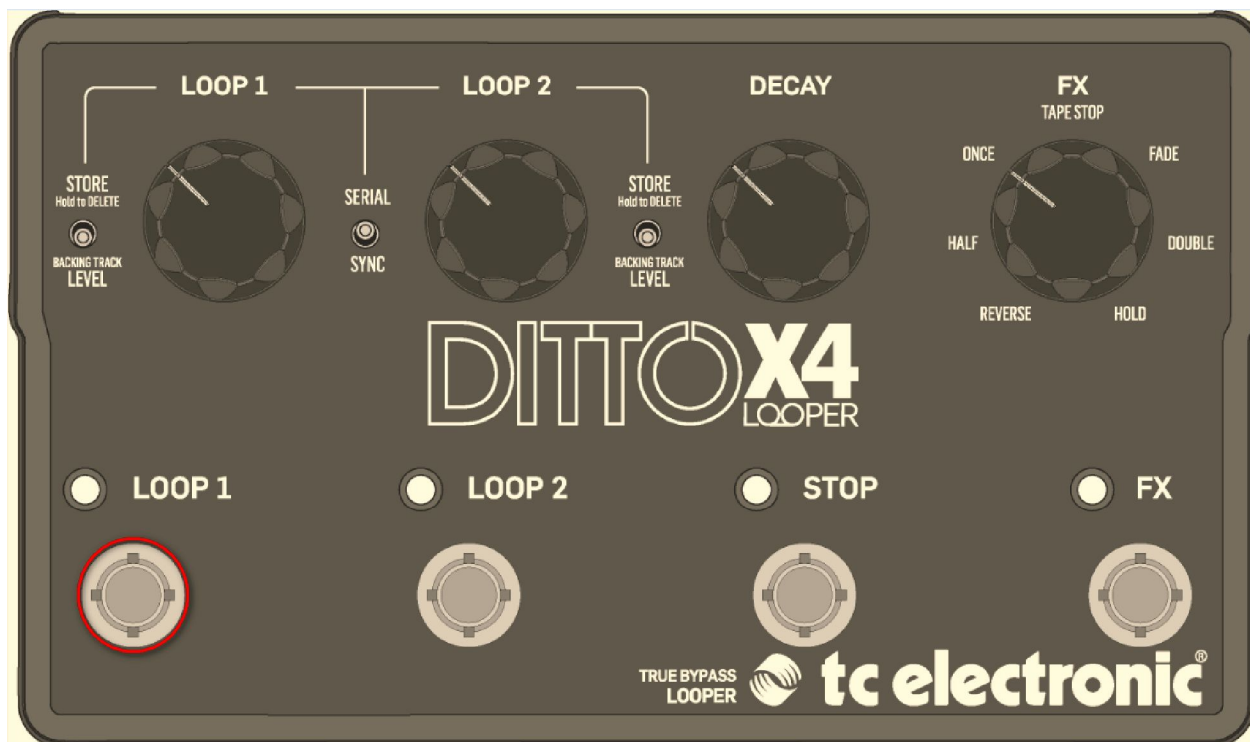 LOOP 1
LOOP 2
DECAY
FX
TAPE STOP
ONCE
FADE
STORE
Hold to DELETE
SERIAL
STORE
Hold to DELETE
HALF
DOUBLE
BACKING TRACK
LEVEL
SYNC
BACKING TRACK
LEVEL
REVERSE
HOLD
DITTO X4
LOOPER
LOOP 1
LOOP 2
STOP
FX
TRUE BYPASS
LOOPER
tc electronic®